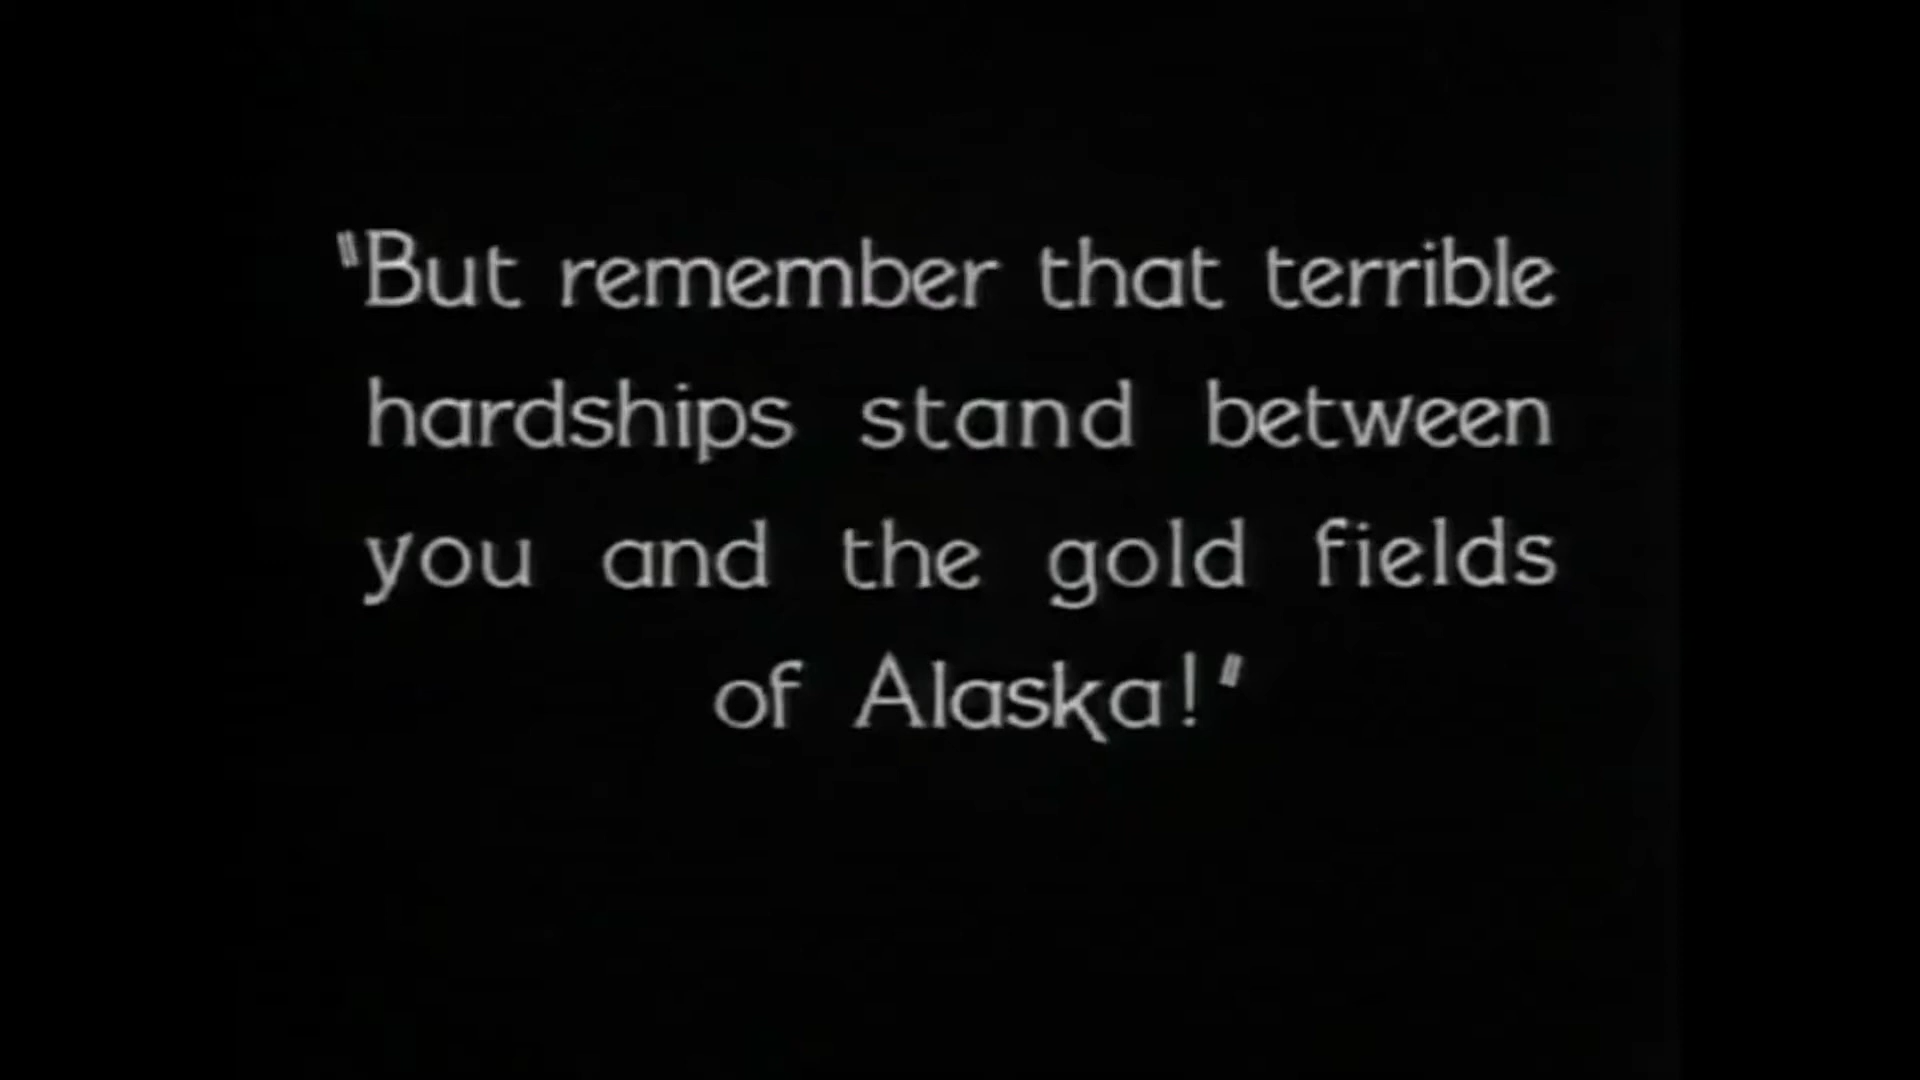 "But remember that terrible
hardships stand between
you and the gold fields
of Alaska!"